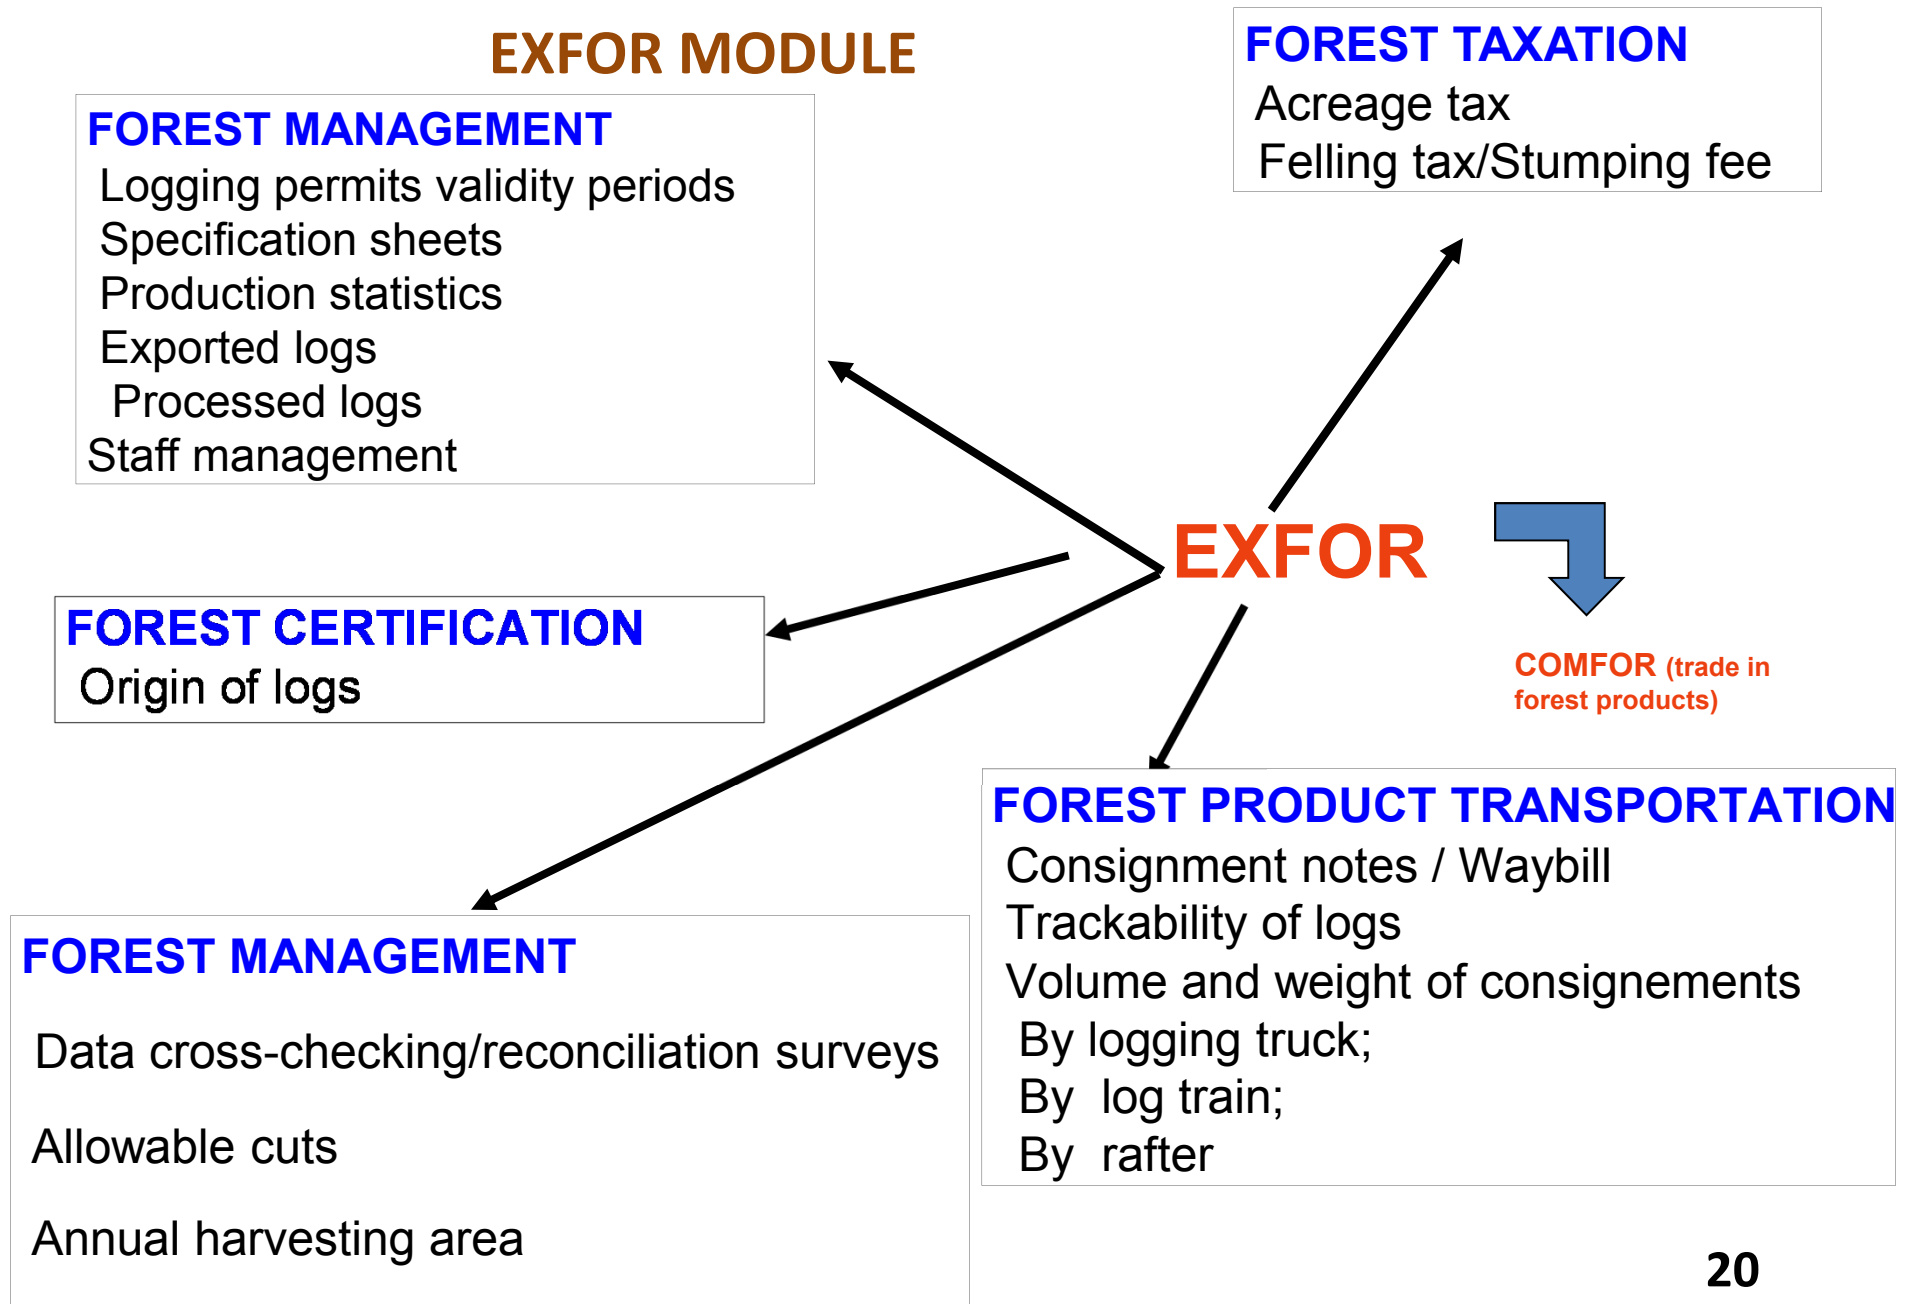 EXFOR MODULE
FOREST TAXATION
Acreage tax
Felling tax/Stumping fee
FOREST MANAGEMENT
Logging permits validity periods
Specification sheets
Production statistics
Exported logs
Processed logs
Staff management
EXFOR
FOREST CERTIFICATION
Origin of logs
COMFOR (trade in
forest products)
FOREST PRODUCT TRANSPORTATION
Consignment notes / Waybill
Trackability of logs
Volume and weight of consignements
By logging truck;
By log train;
By rafter
FOREST MANAGEMENT
Data cross-checking/reconciliation surveys
Allowable cuts
Annual harvesting area
20